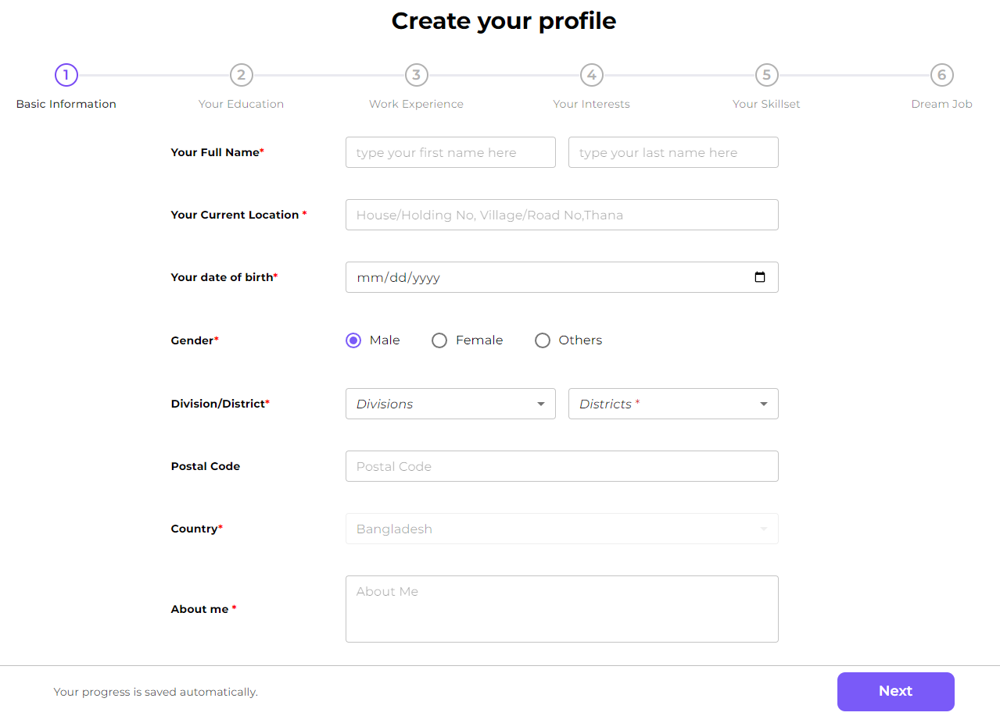 Create your profile
1 2 3 4 5 6
Basic Information Your Education Work Experience Your Interests Your Skillset Dream Job
Your Full Name* type your first name here type your last name here
Your Current Location * House/Holding No, Village/Road No,Thana
Your date of birth* mm/dd/yyyy
Gender* Male Female Others
Division/District* Divisions Districts *
Postal Code Postal Code
Country* Bangladesh
About me * About Me
Your progress is saved automatically. Next